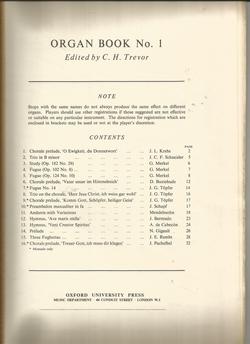 ORGAN BOOK No. 1
Edited by C. H. Trevor
NOTE
Stops with the same names do not always produce the same effect on different
organs. Players should use other registrations if those suggested are not effective
or suitable on any particular instrument. The directions for registration which are
enclosed in brackets may be used or not at the player's discretion.
CONTENTS
PAGE
1. Chorale prelude, 'O Ewigkeit, du Donnerwort' J. L. Krebs 2
2. Trio in B minor J. C. F. Schneider 5
3. Study (Op. 182 No. 28) G. Merkel 6
4. Fugue (Op. 102 No. 8) G. Merkel 7
5. Fugue (Op. 124 No. 10) G. Merkel 8
6. Chorale prelude, 'Vater unser im Himmelreich' D. Buxtehude 12
7.* Fugue No. 14 J. G. Töpfer 14
8. Trio on the chorale, 'Herr Jesu Christ, ich weiss gar wohl' J. G. Töpfer 16
9.* Chorale prelude, 'Komm Gott, Schöpfer, heiliger Geist' J. G. Töpfer 17
10.* Praeambulum J. Schapf 17
11. Andante with Variations Mendelssohn 18
12. Hymnus, 'Ave maris stella' J. Bermudo 23
13. Hymnus, 'Veni Creator Spiritus' A. de Cabezón 24
14. Prelude N. Gigault 26
15. Three Fughettas J. E. Rembt 28
16.* Chorale prelude, 'Treuer Gott, ich muss dir klagen' J. Pachelbel 32
* Manuals only
OXFORD UNIVERSITY PRESS
MUSIC DEPARTMENT · 44 CONDUIT STREET · LONDON W.1